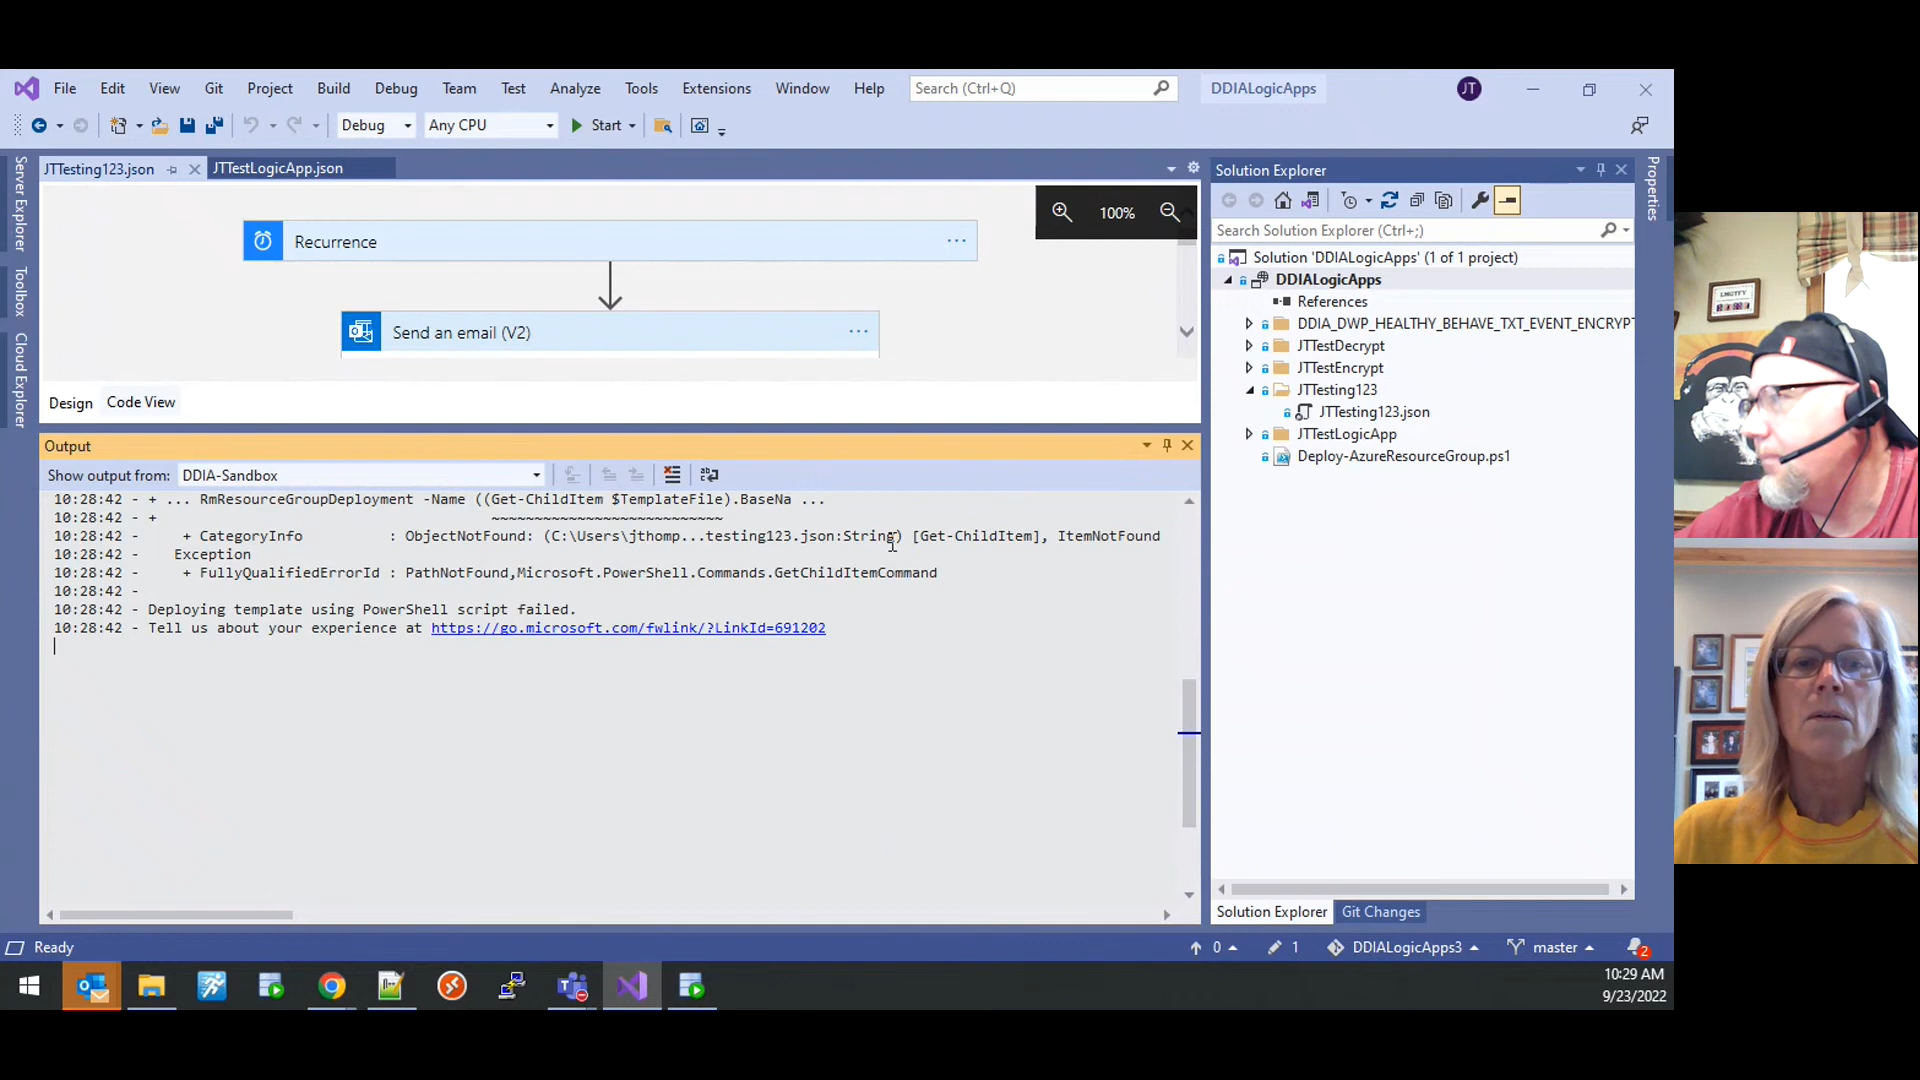 File Edit View Git Project Build Debug Team Test Analyze Tools Extensions Window Help Search (Ctrl+Q) DDIALogicApps JT
Debug Any CPU Start
JTTesting123.json JTTestLogicApp.json
Server Explorer
Toolbox
Cloud Explorer
100%
Recurrence ...
Send an email (V2) ...
Design Code View
Output
Show output from: DDIA-Sandbox
10:28:42 - + ... RmResourceGroupDeployment -Name ((Get-ChildItem $TemplateFile).BaseNa ...
10:28:42 - + ~~~~~~~~~~~~~~~~~~~~~~~~~~~
10:28:42 - + CategoryInfo : ObjectNotFound: (C:\Users\jthomp...testing123.json:String) [Get-ChildItem], ItemNotFound
10:28:42 - Exception
10:28:42 - + FullyQualifiedErrorId : PathNotFound,Microsoft.PowerShell.Commands.GetChildItemCommand
10:28:42 -
10:28:42 - Deploying template using PowerShell script failed.
10:28:42 - Tell us about your experience at https://go.microsoft.com/fwlink/?LinkId=691202
Solution Explorer
Search Solution Explorer (Ctrl+;)
Solution 'DDIALogicApps' (1 of 1 project)
DDIALogicApps
References
DDIA_DWP_HEALTHY_BEHAVE_TXT_EVENT_ENCRYPT
JTTestDecrypt
JTTestEncrypt
JTTesting123
JTTesting123.json
JTTestLogicApp
Deploy-AzureResourceGroup.ps1
Solution Explorer Git Changes
Properties
LMGTFY
Ready 0 1 DDIALogicApps3 master 2
10:29 AM
9/23/2022